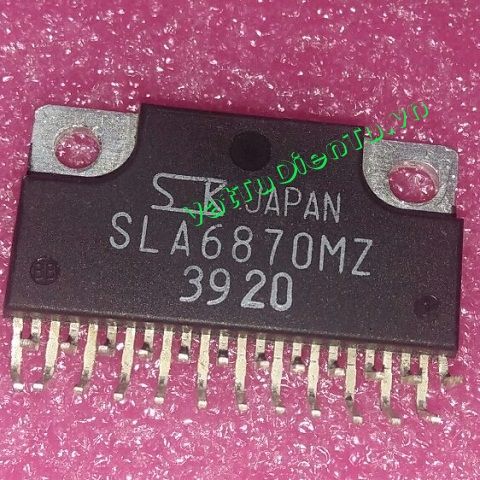 SK JAPAN
SLA6870MZ
3920
VatTuDienTu.vn